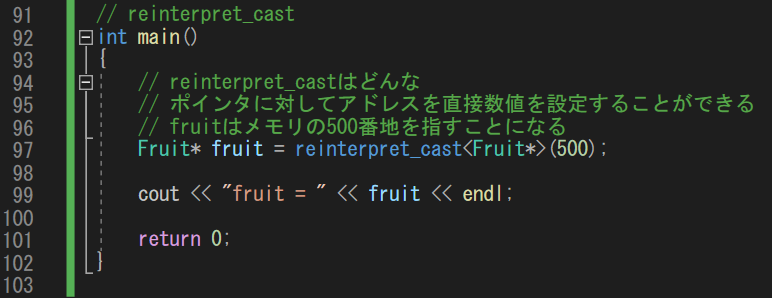 91 // reinterpret_cast
92 int main()
93 {
94 // reinterpret_castはどんな
95 // ポインタに対してアドレスを直接数値を設定することができる
96 // fruitはメモリの500番地を指すことになる
97 Fruit* fruit = reinterpret_cast<Fruit*>(500);
98
99 cout << "fruit = " << fruit << endl;
100
101 return 0;
102 }
103